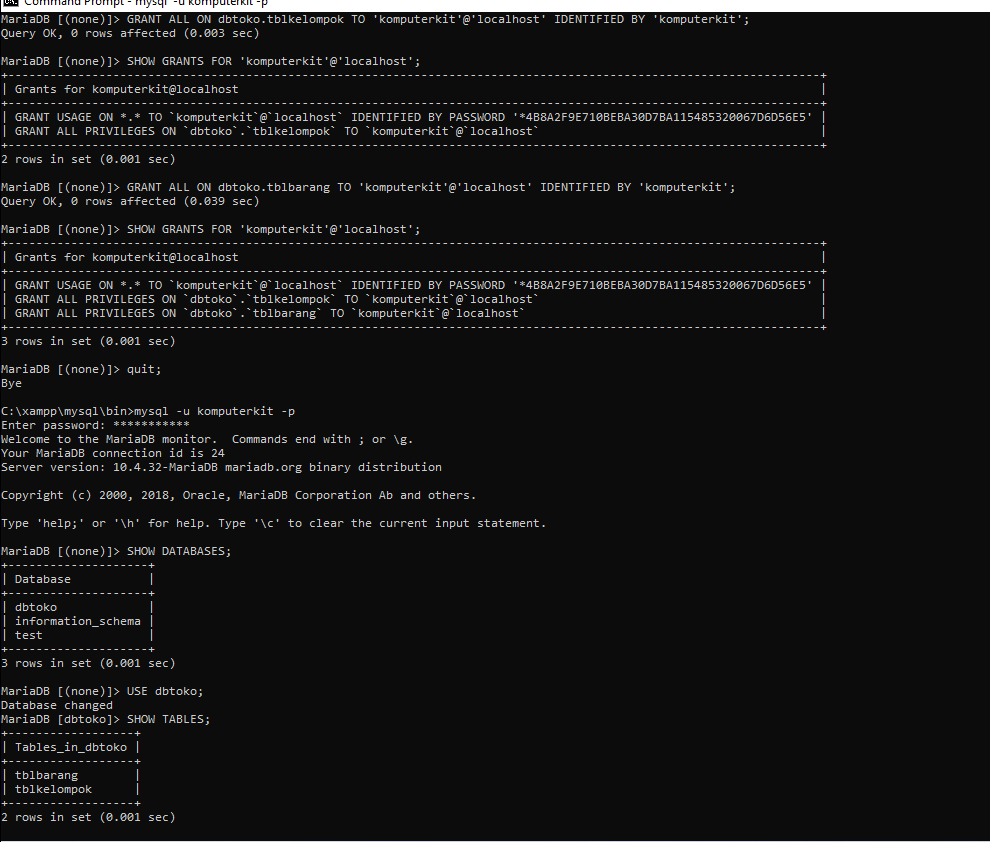 Command Prompt - mysql -u komputerkit -p
MariaDB [(none)]> GRANT ALL ON dbtoko.tblkelompok TO 'komputerkit'@'localhost' IDENTIFIED BY 'komputerkit';
Query OK, 0 rows affected (0.003 sec)
MariaDB [(none)]> SHOW GRANTS FOR 'komputerkit'@'localhost';
+---------------------------------------------------------------------------------------------------------------------+
| Grants for komputerkit@localhost                                                                                    |
+---------------------------------------------------------------------------------------------------------------------+
| GRANT USAGE ON *.* TO `komputerkit`@`localhost` IDENTIFIED BY PASSWORD '*4B8A2F9E710BEBA30D7BA115485320067D6D56E5' |
| GRANT ALL PRIVILEGES ON `dbtoko`.`tblkelompok` TO `komputerkit`@`localhost`                                         |
+---------------------------------------------------------------------------------------------------------------------+
2 rows in set (0.001 sec)
MariaDB [(none)]> GRANT ALL ON dbtoko.tblbarang TO 'komputerkit'@'localhost' IDENTIFIED BY 'komputerkit';
Query OK, 0 rows affected (0.039 sec)
MariaDB [(none)]> SHOW GRANTS FOR 'komputerkit'@'localhost';
+---------------------------------------------------------------------------------------------------------------------+
| Grants for komputerkit@localhost                                                                                    |
+---------------------------------------------------------------------------------------------------------------------+
| GRANT USAGE ON *.* TO `komputerkit`@`localhost` IDENTIFIED BY PASSWORD '*4B8A2F9E710BEBA30D7BA115485320067D6D56E5' |
| GRANT ALL PRIVILEGES ON `dbtoko`.`tblkelompok` TO `komputerkit`@`localhost`                                         |
| GRANT ALL PRIVILEGES ON `dbtoko`.`tblbarang` TO `komputerkit`@`localhost`                                           |
+---------------------------------------------------------------------------------------------------------------------+
3 rows in set (0.001 sec)
MariaDB [(none)]> quit;
Bye
C:\xampp\mysql\bin>mysql -u komputerkit -p
Enter password: ***********
Welcome to the MariaDB monitor.  Commands end with ; or \g.
Your MariaDB connection id is 24
Server version: 10.4.32-MariaDB mariadb.org binary distribution
Copyright (c) 2000, 2018, Oracle, MariaDB Corporation Ab and others.
Type 'help;' or '\h' for help. Type '\c' to clear the current input statement.
MariaDB [(none)]> SHOW DATABASES;
+--------------------+
| Database           |
+--------------------+
| dbtoko             |
| information_schema |
| test               |
+--------------------+
3 rows in set (0.001 sec)
MariaDB [(none)]> USE dbtoko;
Database changed
MariaDB [dbtoko]> SHOW TABLES;
+------------------+
| Tables_in_dbtoko |
+------------------+
| tblbarang        |
| tblkelompok      |
+------------------+
2 rows in set (0.001 sec)